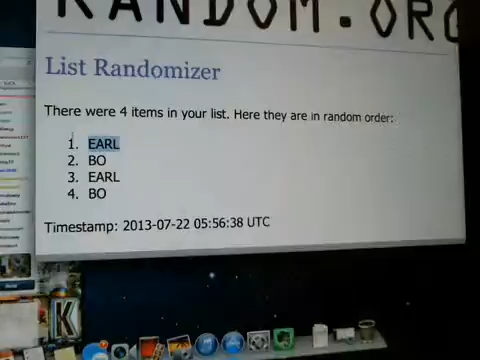 RANDOM.ORG
List Randomizer
There were 4 items in your list. Here they are in random order:
1. EARL
2. BO
3. EARL
4. BO
Timestamp: 2013-07-22 05:56:38 UTC
K